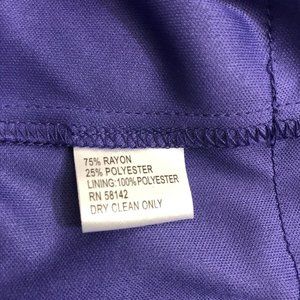 75% RAYON
25% POLYESTER
LINING:100%POLYESTER
RN 58142
DRY CLEAN ONLY